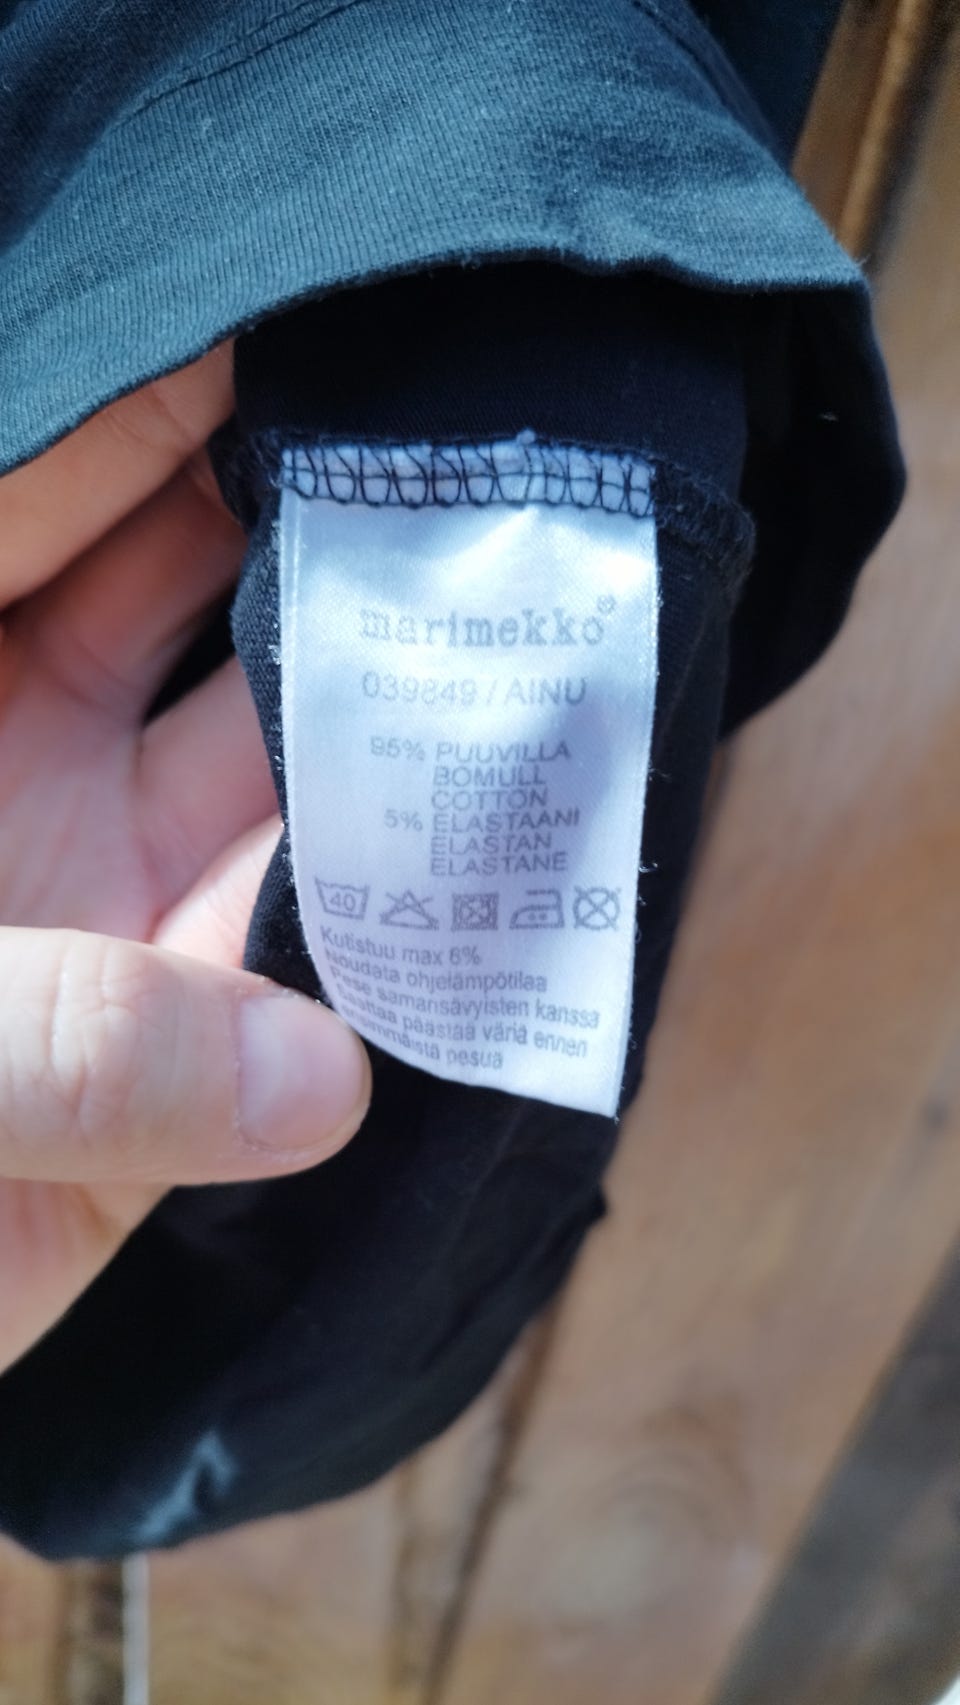 marimekko®
039849 / AINU
95% PUUVILLA
BOMULL
COTTON
5% ELASTAANI
ELASTAN
ELASTANE
40
Kutistuu max 6%
Noudata ohjelämpötilaa
Pese samansävyisten kanssa
Saattaa päästää väriä ennen
ensimmäistä pesua